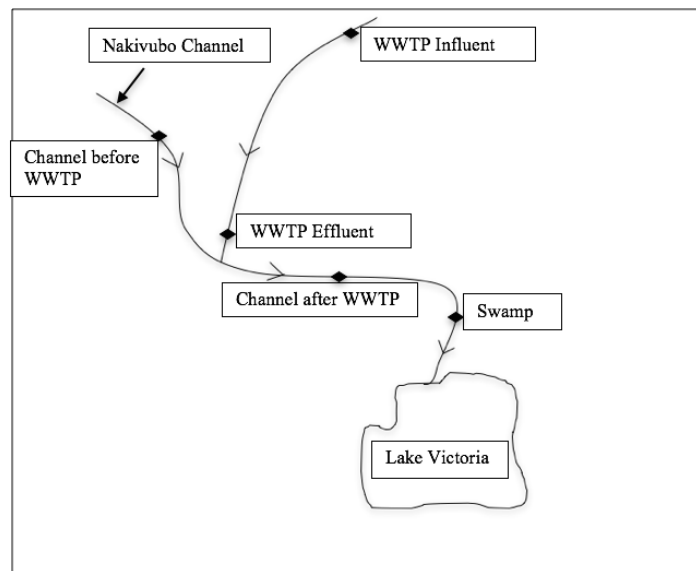 Nakivubo Channel
WWTP Influent
Channel before
WWTP
WWTP Effluent
Channel after WWTP
Swamp
Lake Victoria